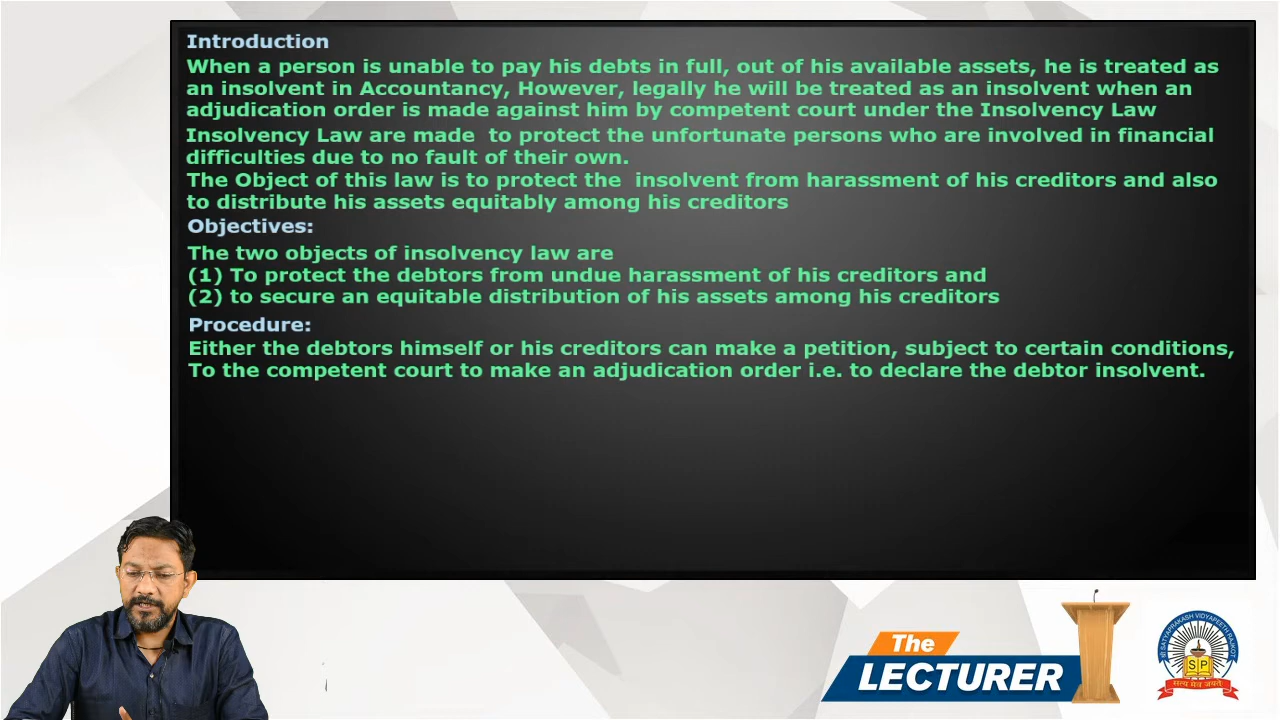 Introduction
When a person is unable to pay his debts in full, out of his available assets, he is treated as
an insolvent in Accountancy, However, legally he will be treated as an insolvent when an
adjudication order is made against him by competent court under the Insolvency Law
Insolvency Law are made  to protect the unfortunate persons who are involved in financial
difficulties due to no fault of their own.
The Object of this law is to protect the  insolvent from harassment of his creditors and also
to distribute his assets equitably among his creditors
Objectives:
The two objects of insolvency law are
(1) To protect the debtors from undue harassment of his creditors and
(2) to secure an equitable distribution of his assets among his creditors
Procedure:
Either the debtors himself or his creditors can make a petition, subject to certain conditions,
To the competent court to make an adjudication order i.e. to declare the debtor insolvent.
The
LECTURER
SATYAPRAKASH VIDYAPEETH RAJKOT
S P
सत्य मेव जयते